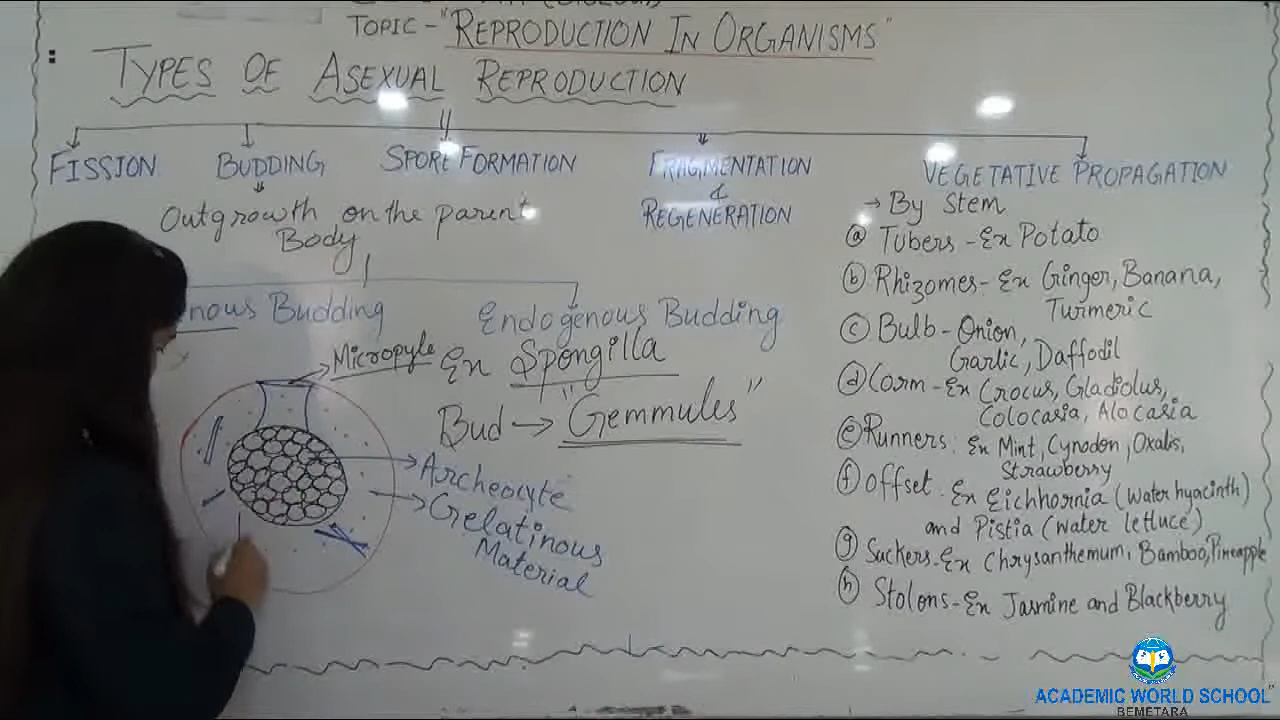 TOPIC - "REPRODUCTION IN ORGANISMS"
TYPES OF ASEXUAL REPRODUCTION
FISSION
BUDDING
SPORE FORMATION
FRAGMENTATION
&
REGENERATION
VEGETATIVE PROPAGATION
Outgrowth on the parent
Body
nous Budding
Endogenous Budding
Micropyle
Ex Spongilla
Bud → "Gemmules"
Archeocyte
Gelatinous
Material
→ By Stem
(a) Tubers - Ex Potato
(b) Rhizomes - Ex Ginger, Banana,
Turmeric
(c) Bulb - Onion,
Garlic, Daffodil
(d) Corm - Ex Crocus, Gladiolus,
Colocasia, Alocasia
(e) Runners : Ex Mint, Cynodon, Oxalis,
Strawberry
(f) Offset - Ex Eichhornia (water hyacinth)
and Pistia (water lettuce)
(g) Suckers - Ex Chrysanthemum, Bamboo, Pineapple
(h) Stolons - Ex Jasmine and Blackberry
ACADEMIC WORLD SCHOOL"
BEMETARA